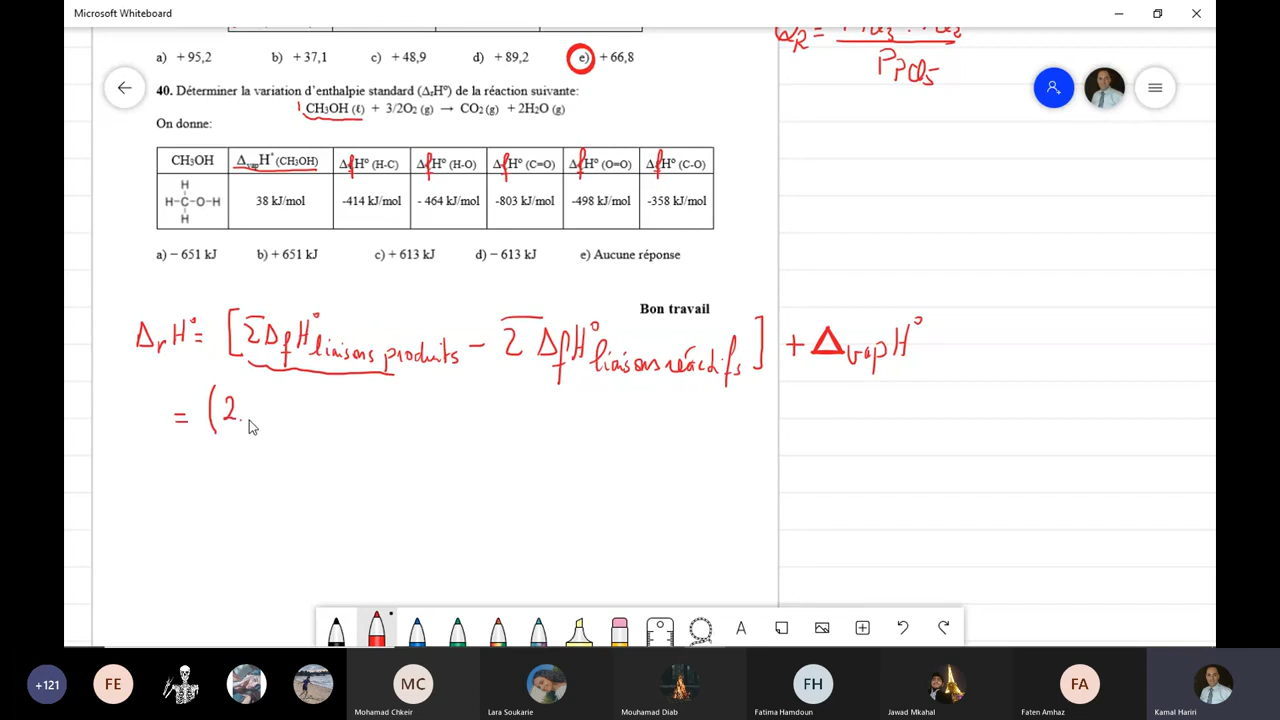 Microsoft Whiteboard
a) + 95,2 b) + 37,1 c) + 48,9 d) + 89,2 e) + 66,8
P PCl5
40. Déterminer la variation d'enthalpie standard (ΔrH°) de la réaction suivante:
1 CH3OH (ℓ) + 3/2O2 (g) → CO2 (g) + 2H2O (g)
On donne:
CH3OH ΔvapH° (CH3OH) ΔfH° (H-C) ΔfH° (H-O) ΔfH° (C=O) ΔfH° (O=O) ΔfH° (C-O)
H
H-C-O-H 38 kJ/mol -414 kJ/mol - 464 kJ/mol -803 kJ/mol -498 kJ/mol -358 kJ/mol
H
a) − 651 kJ b) + 651 kJ c) + 613 kJ d) − 613 kJ e) Aucune réponse
Bon travail
ΔrH° = [ΣΔfH° liaisons produits − ΣΔfH° liaisons réactifs] + ΔvapH°
= (2.
A
+121 FE MC FH FA
Mohamad Chkeir Lara Soukarie Mouhamad Diab Fatima Hamdoun Jawad Mkahal Faten Amhaz Kamal Hariri